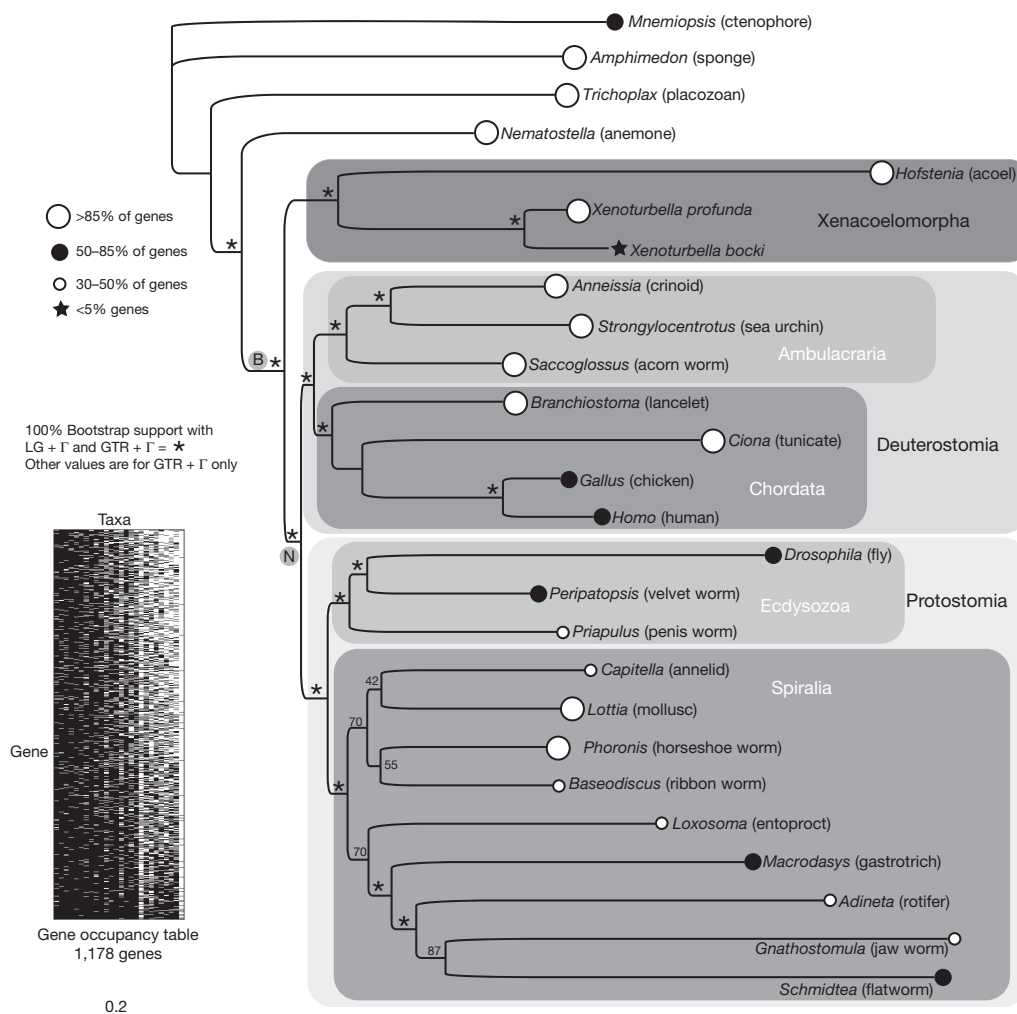 Mnemiopsis (ctenophore)
Amphimedon (sponge)
Trichoplax (placozoan)
Nematostella (anemone)
Hofstenia (acoel)
*
Xenoturbella profunda
*
Xenacoelomorpha
Xenoturbella bocki
>85% of genes
50–85% of genes
30–50% of genes
<5% genes
*
Anneissia (crinoid)
*
Strongylocentrotus (sea urchin)
*
Ambulacraria
Saccoglossus (acorn worm)
B *
*
Branchiostoma (lancelet)
*
Ciona (tunicate)
Deuterostomia
Gallus (chicken)
*
Chordata
Homo (human)
100% Bootstrap support with
LG + Γ and GTR + Γ = *
Other values are for GTR + Γ only
*
N
Drosophila (fly)
*
Peripatopsis (velvet worm)
*
Ecdysozoa
Protostomia
Priapulus (penis worm)
Capitella (annelid)
42
Spiralia
*
Lottia (mollusc)
70
Phoronis (horseshoe worm)
55
Baseodiscus (ribbon worm)
*
Loxosoma (entoproct)
70
Macrodasys (gastrotrich)
*
Adineta (rotifer)
*
Gnathostomula (jaw worm)
87
Schmidtea (flatworm)
Taxa
Gene
Gene occupancy table
1,178 genes
0.2